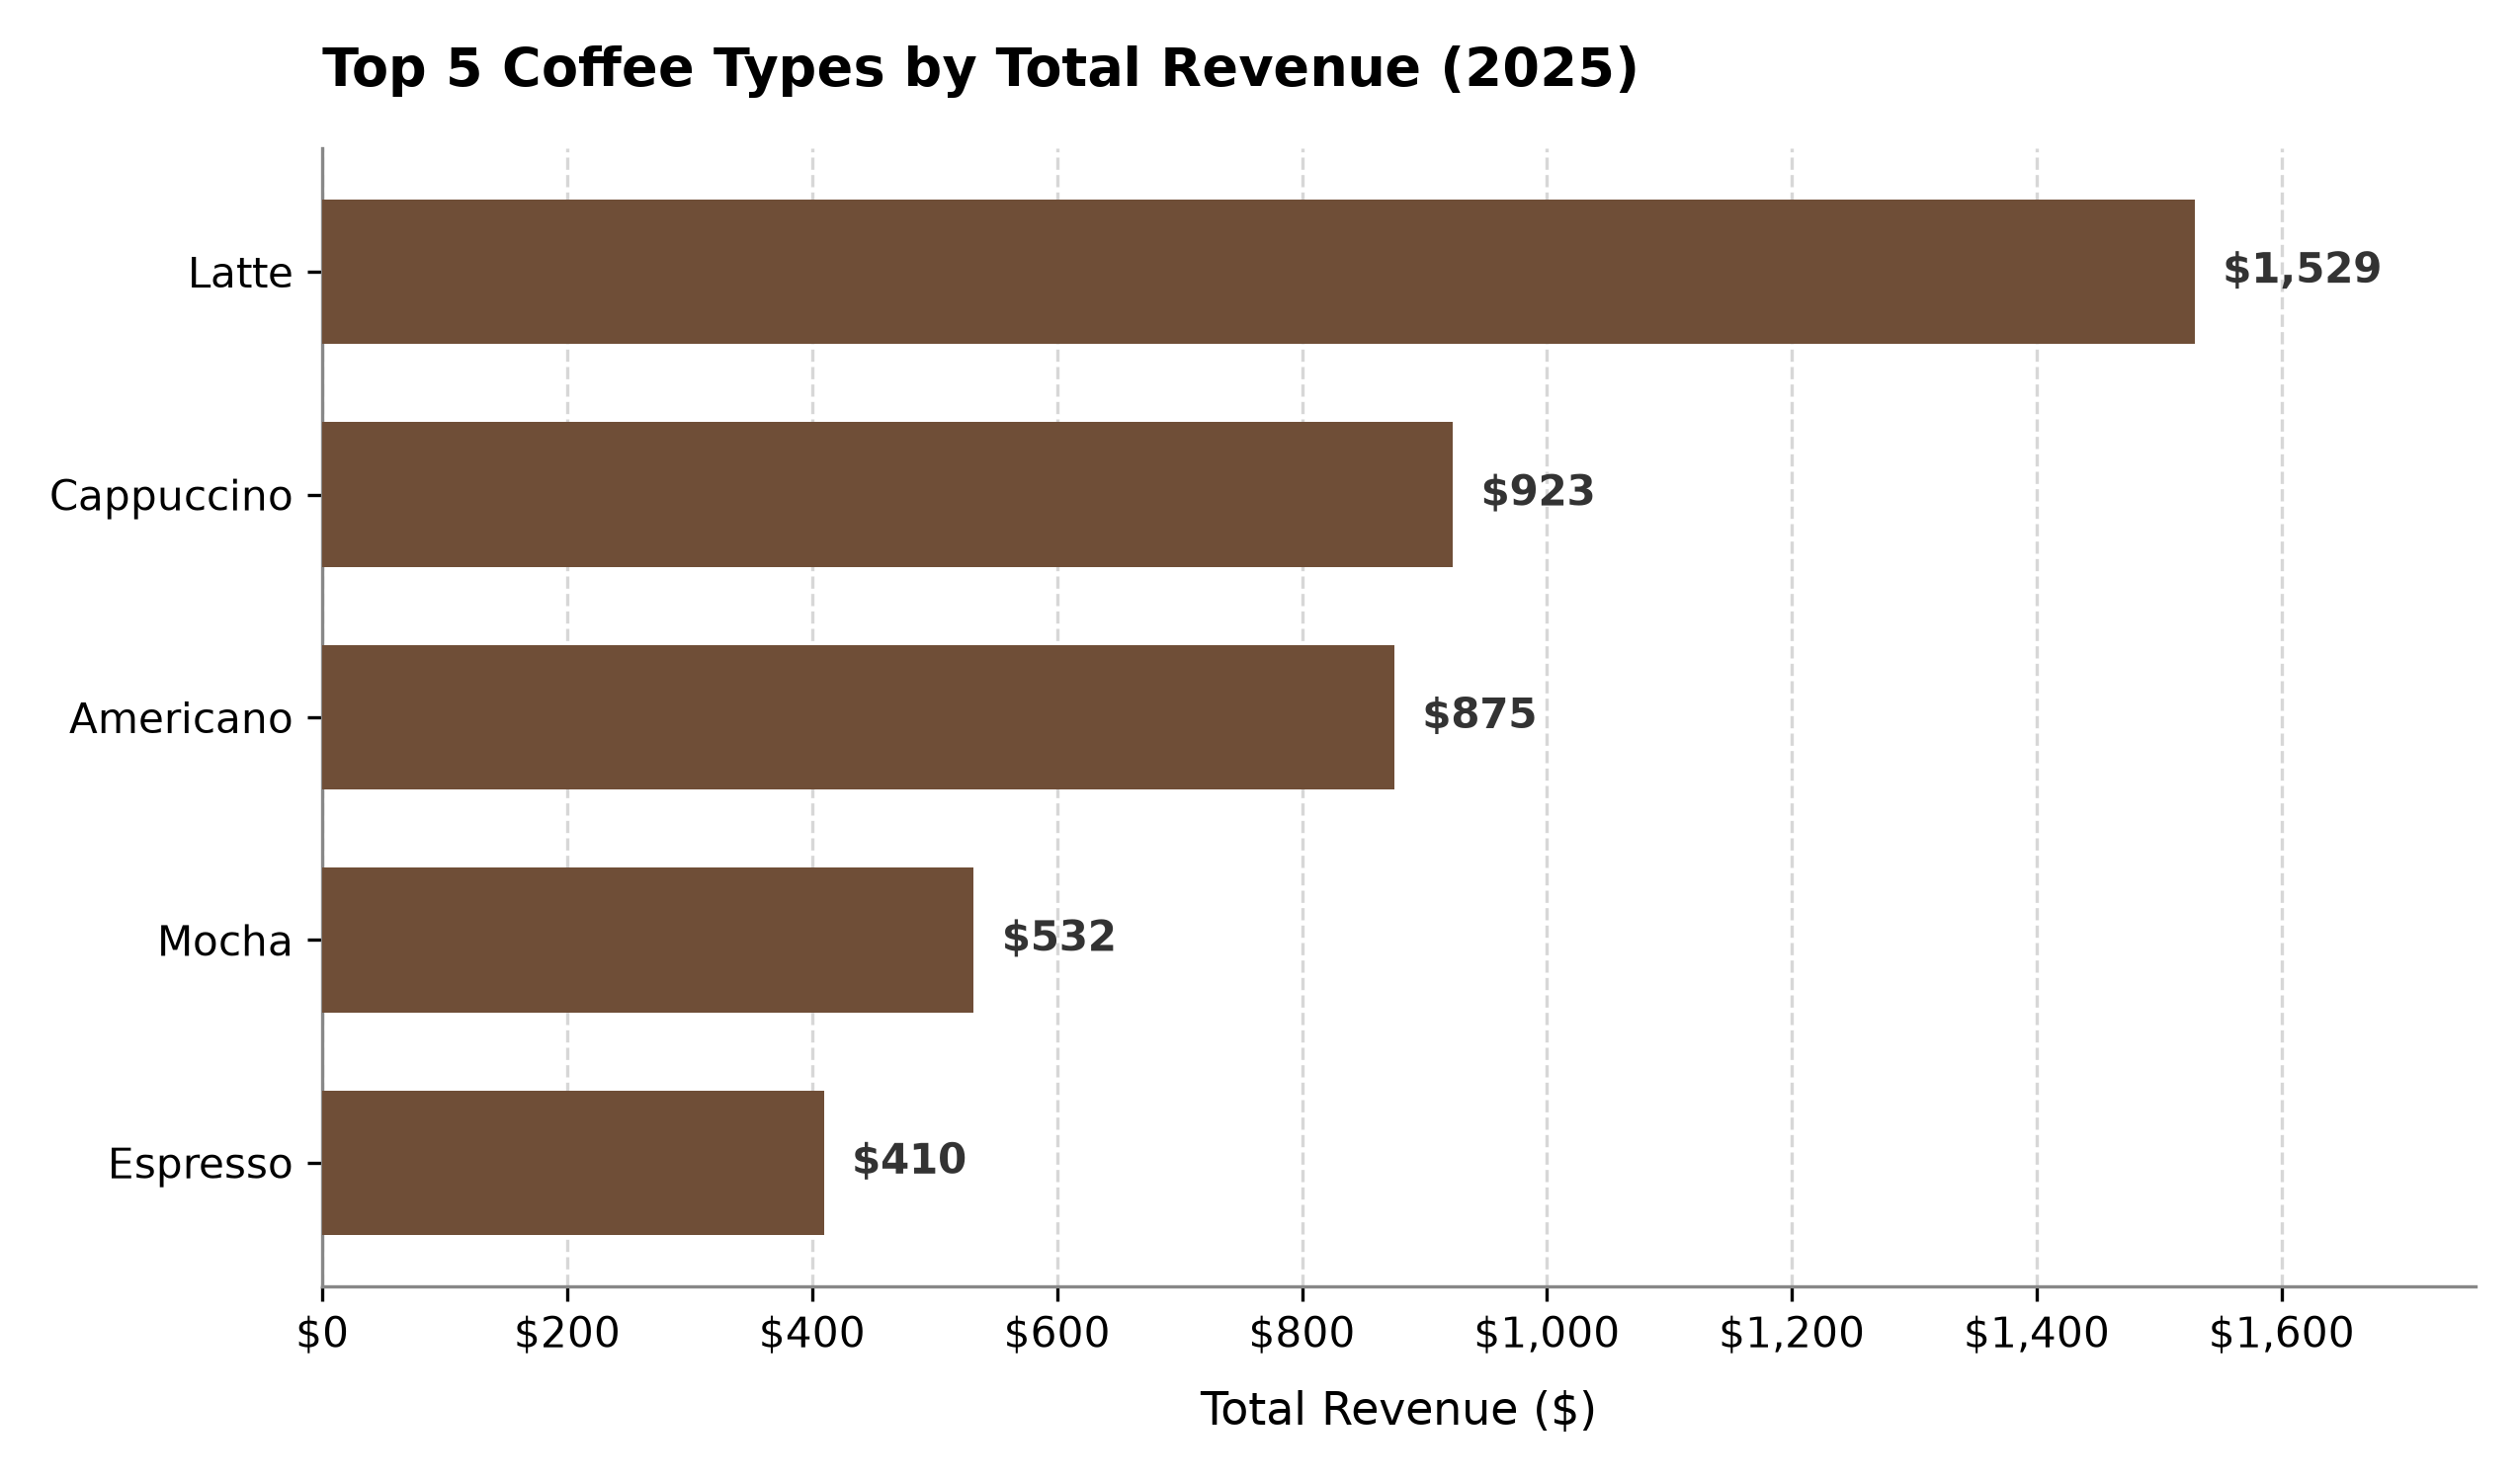 Top 5 Coffee Types by Total Revenue (2025)
Latte
$1,529
Cappuccino
$923
Americano
$875
Mocha
$532
Espresso
$410
$0 $200 $400 $600 $800 $1,000 $1,200 $1,400 $1,600
Total Revenue ($)